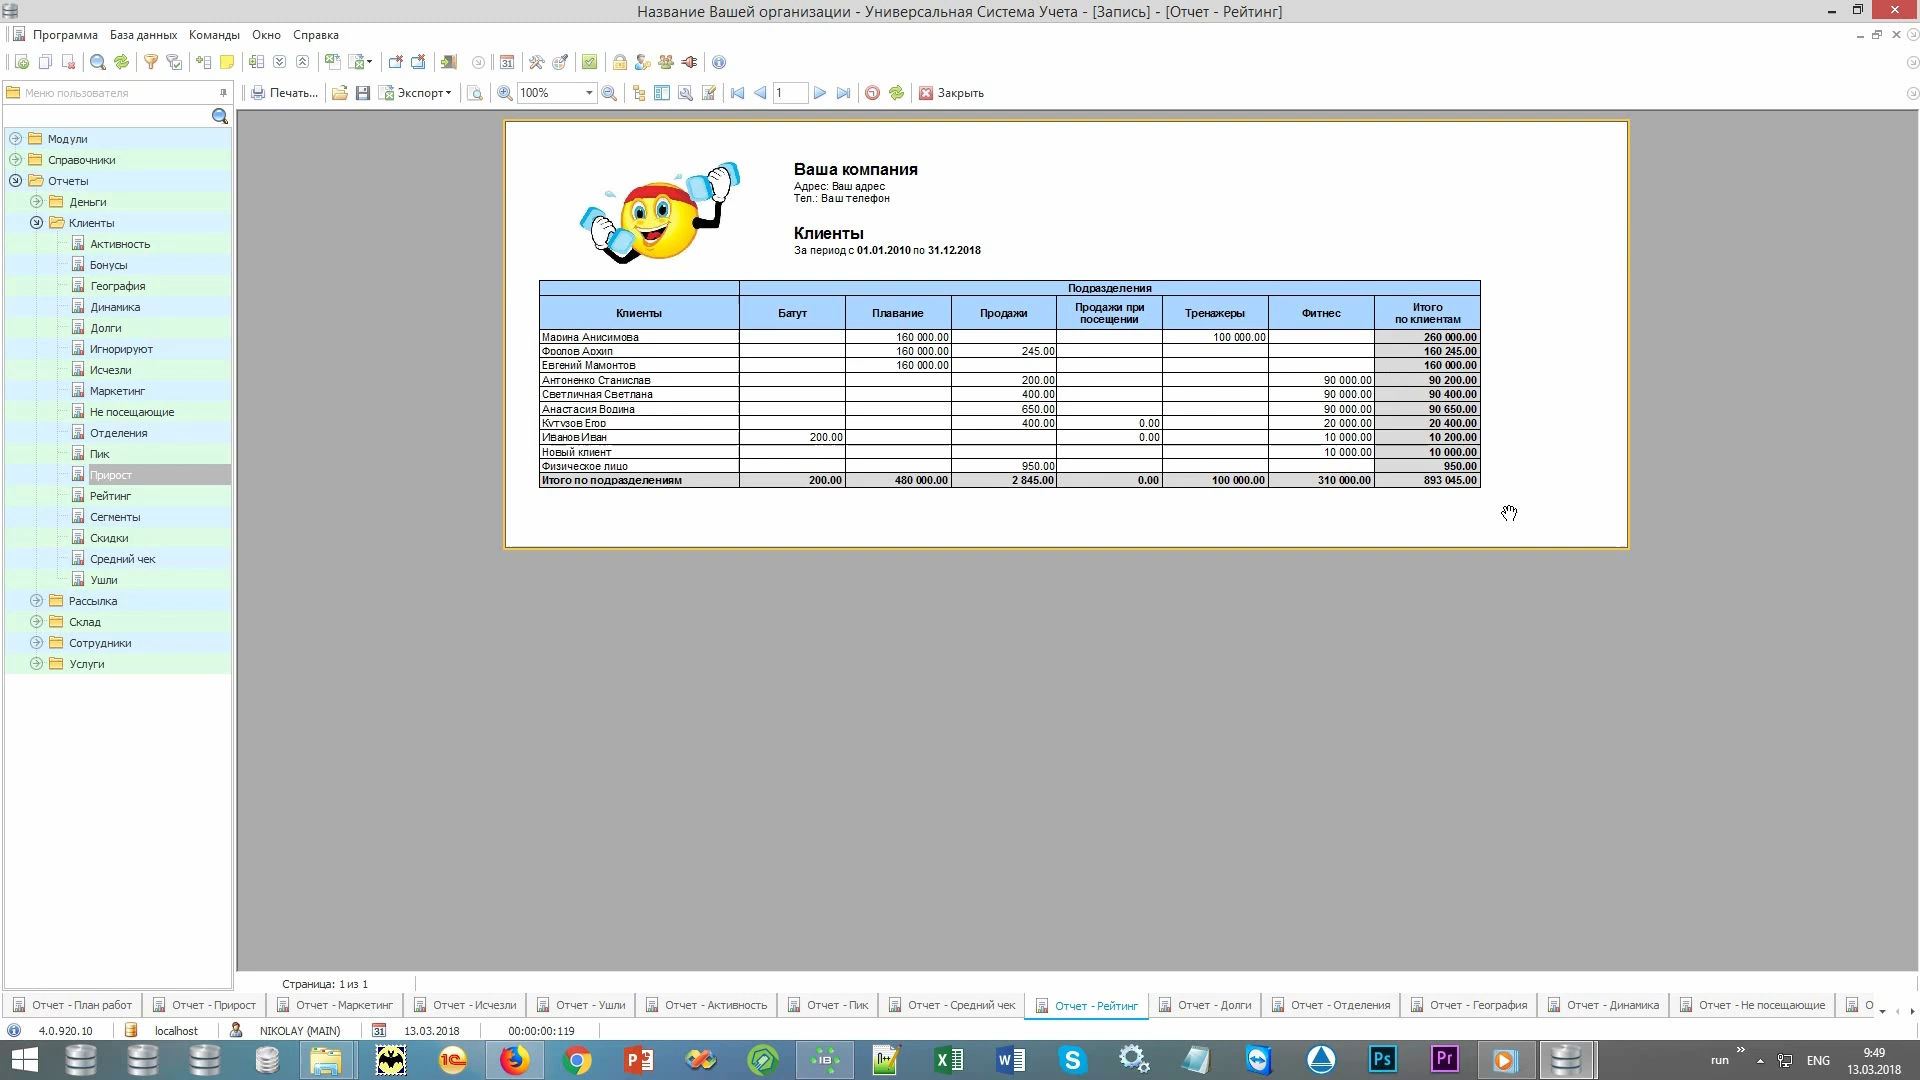 Название Вашей организации - Универсальная Система Учета - [Запись] - [Отчет - Рейтинг]
Программа База данных Команды Окно Справка
31
Меню пользователя
Печать... Экспорт 100% 1 Закрыть
Модули
Справочники
Отчеты
Деньги
Клиенты
Активность
Бонусы
География
Динамика
Долги
Игнорируют
Исчезли
Маркетинг
Не посещающие
Отделения
Пик
Прирост
Рейтинг
Сегменты
Скидки
Средний чек
Ушли
Рассылка
Склад
Сотрудники
Услуги
Ваша компания
Адрес: Ваш адрес
Тел.: Ваш телефон
Клиенты
За период с 01.01.2010 по 31.12.2018
Подразделения
Клиенты Батут Плавание Продажи Продажи при посещении Тренажеры Фитнес Итого по клиентам
Марина Анисимова 160 000.00 100 000.00 260 000.00
Фролов Архип 160 000.00 245.00 160 245.00
Евгений Мамонтов 160 000.00 160 000.00
Антоненко Станислав 200.00 90 000.00 90 200.00
Светличная Светлана 400.00 90 000.00 90 400.00
Анастасия Водина 650.00 90 000.00 90 650.00
Кутузов Егор 400.00 0.00 20 000.00 20 400.00
Иванов Иван 200.00 0.00 10 000.00 10 200.00
Новый клиент 10 000.00 10 000.00
Физическое лицо 950.00 950.00
Итого по подразделениям 200.00 480 000.00 2 845.00 0.00 100 000.00 310 000.00 893 045.00
Страница: 1 из 1
Отчет - План работ Отчет - Прирост Отчет - Маркетинг Отчет - Исчезли Отчет - Ушли Отчет - Активность Отчет - Пик Отчет - Средний чек Отчет - Рейтинг Отчет - Долги Отчет - Отделения Отчет - География Отчет - Динамика Отчет - Не посещающие О
4.0.920.10 localhost NIKOLAY (MAIN) 31 13.03.2018 00:00:00:119
1С P IB n++ X W S Ps Pr run ENG 9:49
13.03.2018